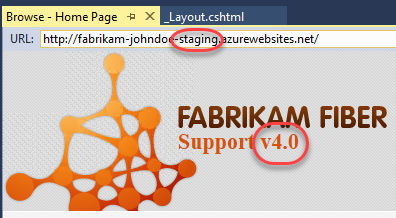 Browse - Home Page
_Layout.cshtml
URL: http://fabrikam-johndoe-staging.azurewebsites.net/
FABRIKAM FIBER
Support v4.0